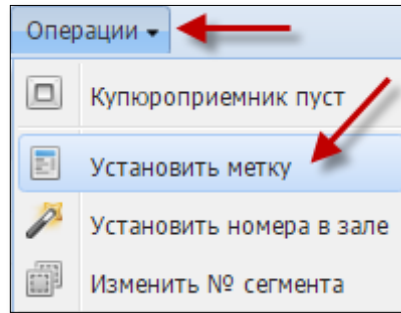 Операции
Купюроприемник пуст
Установить метку
Установить номера в зале
Изменить № сегмента